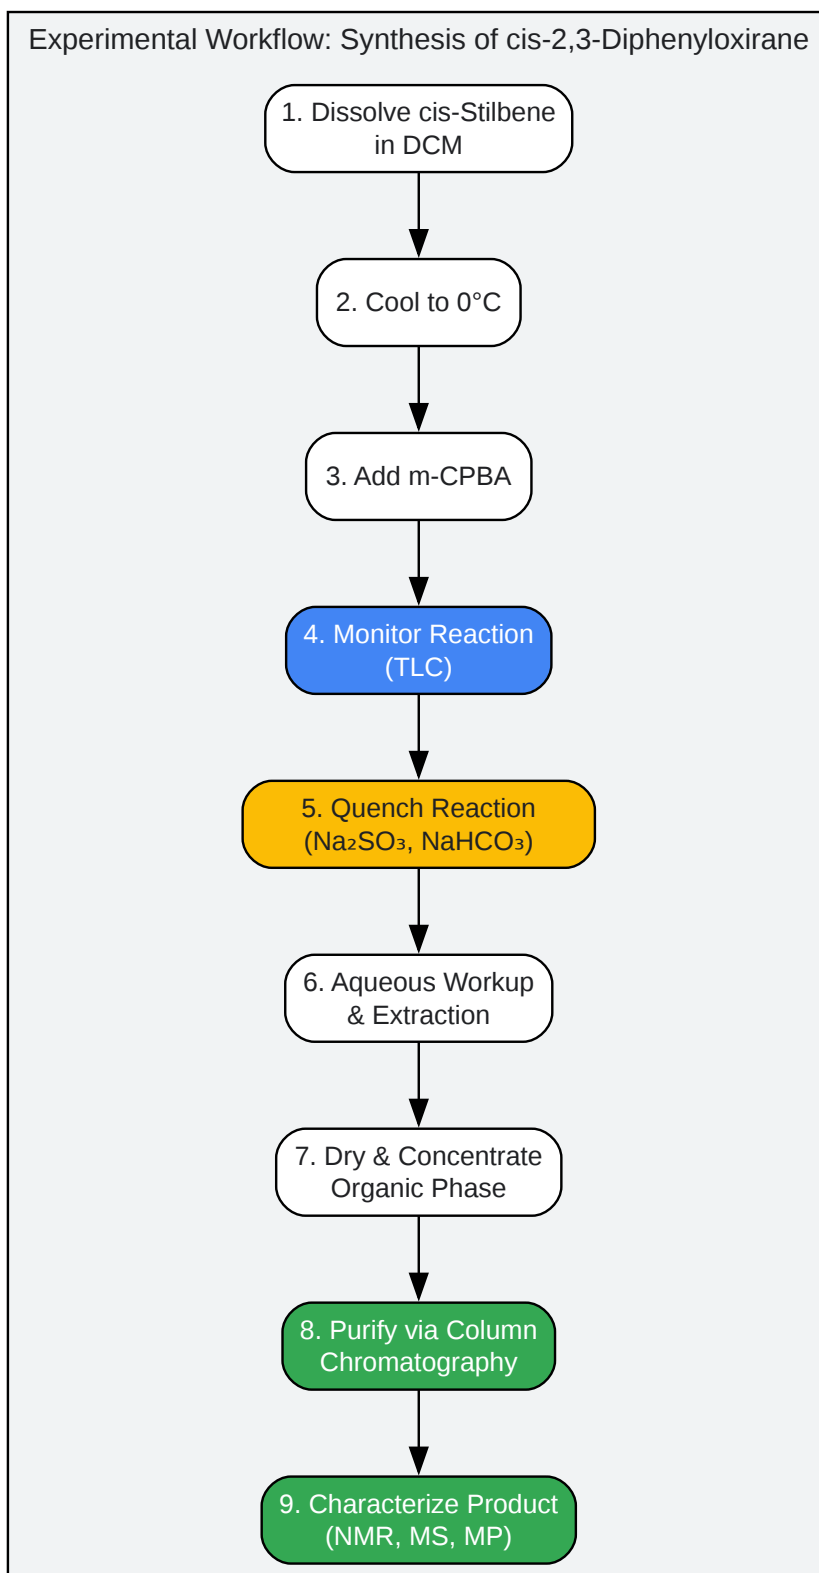 Experimental Workflow: Synthesis of cis-2,3-Diphenyloxirane
1. Dissolve cis-Stilbene
in DCM
2. Cool to 0°C
3. Add m-CPBA
4. Monitor Reaction
(TLC)
5. Quench Reaction
(Na₂SO₃, NaHCO₃)
6. Aqueous Workup
& Extraction
7. Dry & Concentrate
Organic Phase
8. Purify via Column
Chromatography
9. Characterize Product
(NMR, MS, MP)